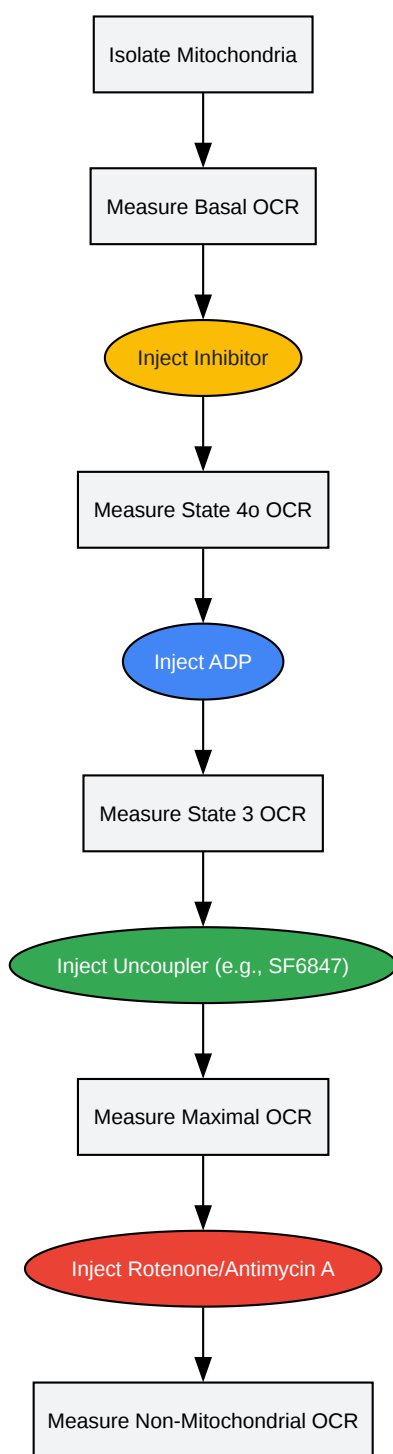 Isolate Mitochondria
Measure Basal OCR
Inject Inhibitor
Measure State 4o OCR
Inject ADP
Measure State 3 OCR
Inject Uncoupler (e.g., SF6847)
Measure Maximal OCR
Inject Rotenone/Antimycin A
Measure Non-Mitochondrial OCR